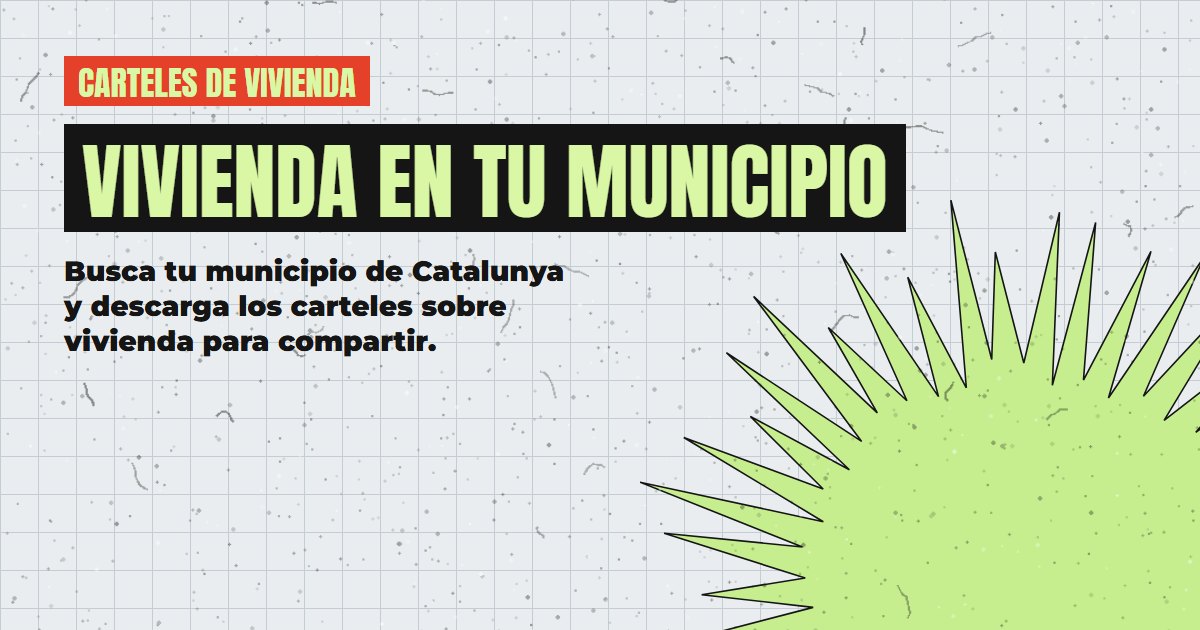 CARTELES DE VIVIENDA
VIVIENDA EN TU MUNICIPIO
Busca tu municipio de Catalunya
y descarga los carteles sobre
vivienda para compartir.